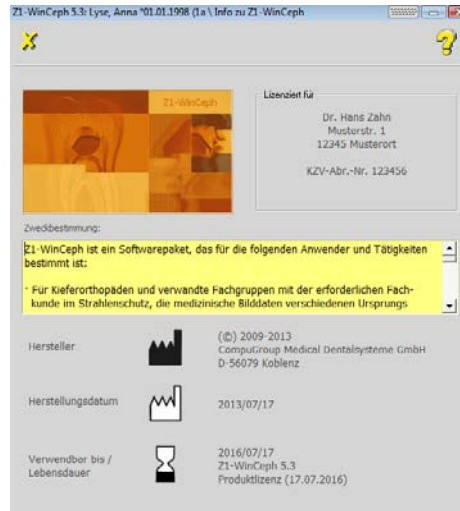 Z1-WinCeph 5.3: Lyse, Anna *01.01.1998 (1a \ Info zu Z1-WinCeph
Z1-WinCeph
Lizenziert für
Dr. Hans Zahn
Musterstr. 1
12345 Musterort
KZV-Abr.-Nr. 123456
Zweckbestimmung:
Z1-WinCeph ist ein Softwarepaket, das für die folgenden Anwender und Tätigkeiten
bestimmt ist:
- Für Kieferorthopäden und verwandte Fachgruppen mit der erforderlichen Fach-
kunde im Strahlenschutz, die medizinische Bilddaten verschiedenen Ursprungs
Hersteller
(©) 2009-2013
CompuGroup Medical Dentalsysteme GmbH
D-56079 Koblenz
Herstellungsdatum
2013/07/17
Verwendbar bis /
Lebensdauer
2016/07/17
Z1-WinCeph 5.3
Produktlizenz (17.07.2016)